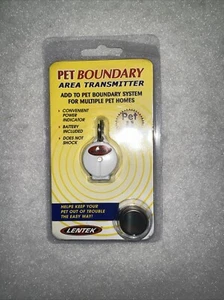 PET BOUNDARY
AREA TRANSMITTER
ADD TO PET BOUNDARY SYSTEM
FOR MULTIPLE PET HOMES
• CONVENIENT
POWER
INDICATOR
• BATTERY
INCLUDED
• DOES NOT
SHOCK
Pet
HELPS KEEP YOUR
PET OUT OF TROUBLE
THE EASY WAY!
LENTEK